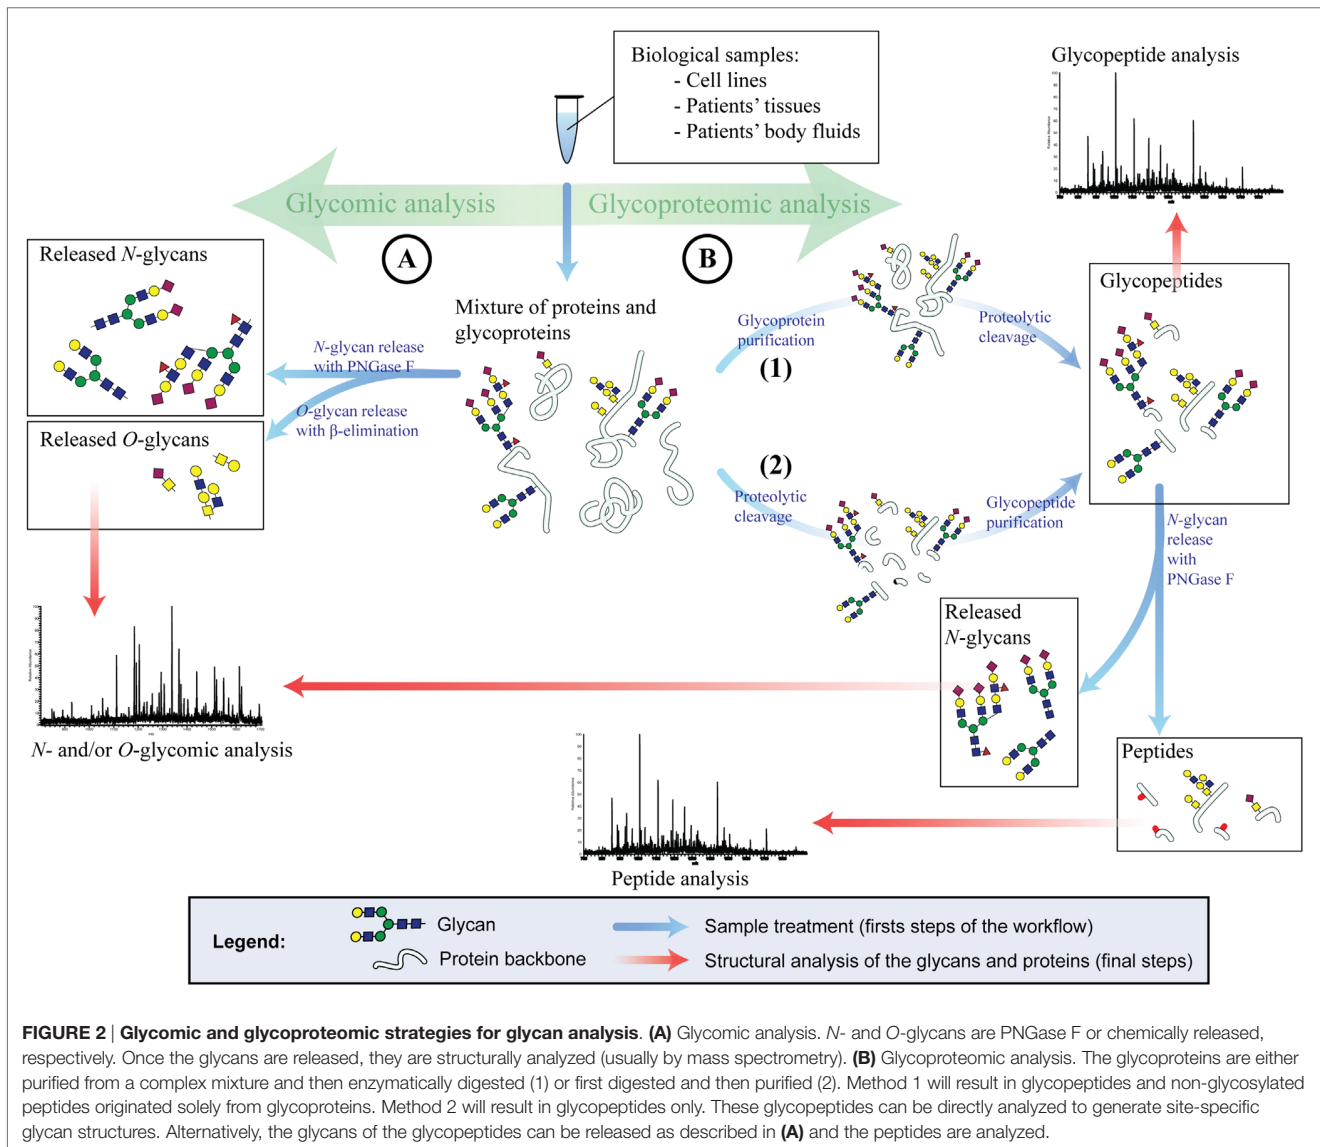 Biological samples:
- Cell lines
- Patients' tissues
- Patients' body fluids
Glycopeptide analysis
Glycomic analysis
Glycoproteomic analysis
A
B
Released N-glycans
Mixture of proteins and
glycoproteins
N-glycan release
with PNGase F
O-glycan release
with β-elimination
Released O-glycans
Glycoprotein
purification
(1)
Proteolytic
cleavage
Glycopeptides
(2)
Proteolytic
cleavage
Glycopeptide
purification
N-glycan
release
with
PNGase F
Released
N-glycans
Relative Abundance
N- and/or O-glycomic analysis
Peptides
Peptide analysis
Legend:
Glycan
Protein backbone
Sample treatment (firsts steps of the workflow)
Structural analysis of the glycans and proteins (final steps)
FIGURE 2 | Glycomic and glycoproteomic strategies for glycan analysis. (A) Glycomic analysis. N- and O-glycans are PNGase F or chemically released,
respectively. Once the glycans are released, they are structurally analyzed (usually by mass spectrometry). (B) Glycoproteomic analysis. The glycoproteins are either
purified from a complex mixture and then enzymatically digested (1) or first digested and then purified (2). Method 1 will result in glycopeptides and non-glycosylated
peptides originated solely from glycoproteins. Method 2 will result in glycopeptides only. These glycopeptides can be directly analyzed to generate site-specific
glycan structures. Alternatively, the glycans of the glycopeptides can be released as described in (A) and the peptides are analyzed.